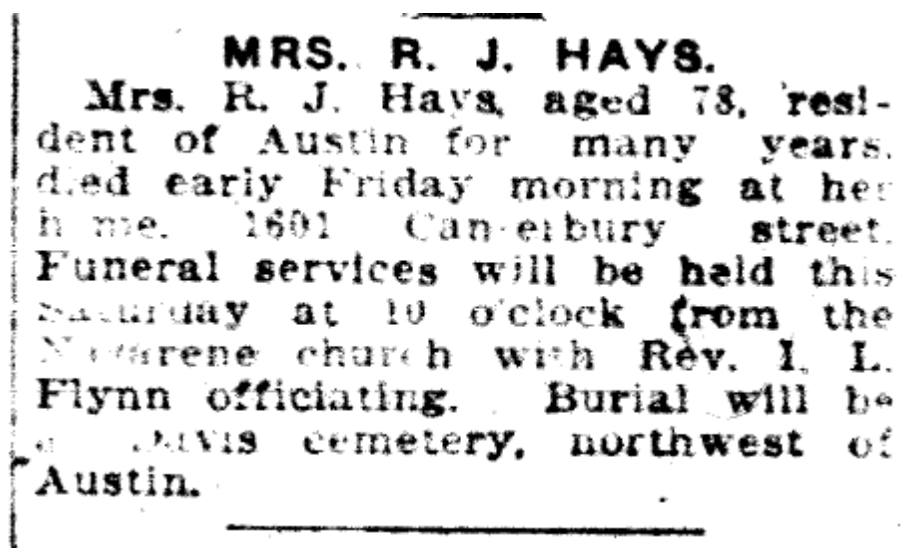 MRS. R. J. HAYS.
Mrs. R. J. Hays, aged 78, resi-
dent of Austin for many years,
died early Friday morning at her
home, 1601 Canterbury street.
Funeral services will be held this
Saturday at 10 o'clock from the
Nazarene church with Rev. I. L.
Flynn officiating. Burial will be
Davis cemetery, northwest of
Austin.